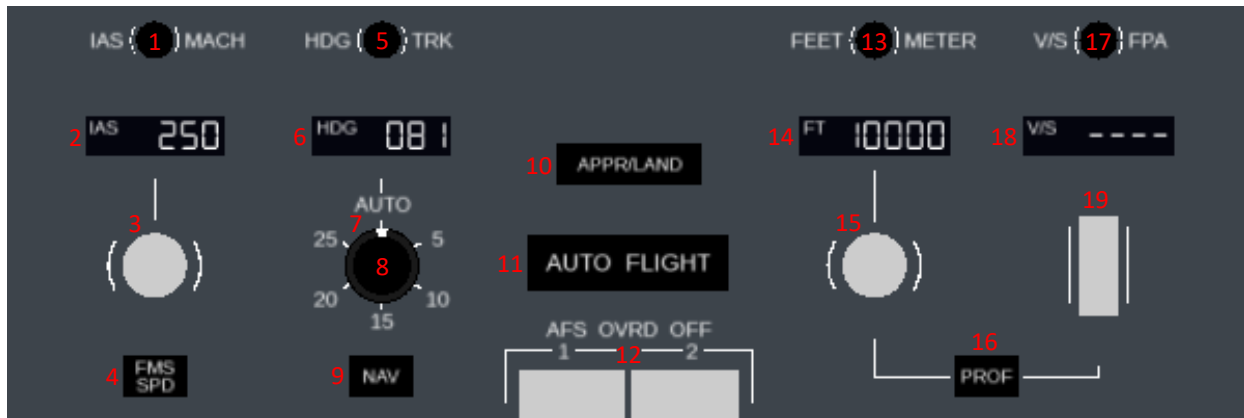 IAS 1 MACH HDG 5 TRK FEET 13 METER V/S 17 FPA
2 IAS 250 6 HDG 081 14 FT 10000 18 V/S ----
10 APPR/LAND
3 7 AUTO 15 19
25 5
11 AUTO FLIGHT
8
20 10
15
AFS OVRD OFF
1 12 2
4 FMS SPD 9 NAV 16 PROF